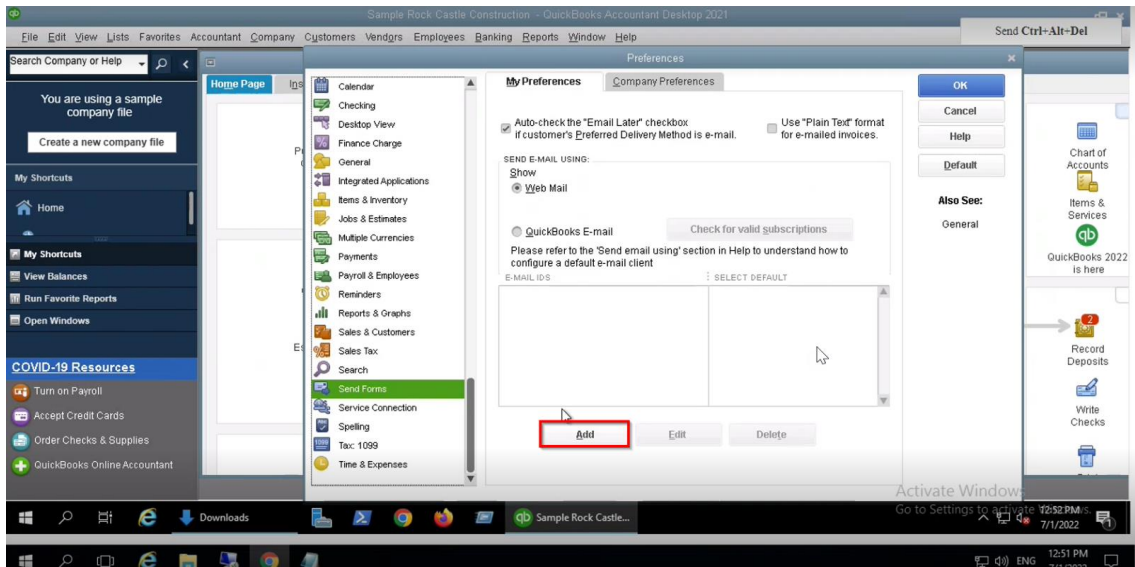 Sample Rock Castle Construction - QuickBooks Accountant Desktop 2021
File Edit View Lists Favorites Accountant Company Customers Vendors Employees Banking Reports Window Help
Send Ctrl+Alt+Del
Search Company or Help
You are using a sample
company file
Create a new company file
My Shortcuts
Home
My Shortcuts
View Balances
Run Favorite Reports
Open Windows
COVID-19 Resources
Turn on Payroll
Accept Credit Cards
Order Checks & Supplies
QuickBooks Online Accountant
Home Page
Ins
Preferences
Calendar
Checking
Desktop View
Finance Charge
General
Integrated Applications
Items & Inventory
Jobs & Estimates
Multiple Currencies
Payments
Payroll & Employees
Reminders
Reports & Graphs
Sales & Customers
Sales Tax
Search
Send Forms
Service Connection
Spelling
Tax: 1099
Time & Expenses
My Preferences
Company Preferences
Auto-check the "Email Later" checkbox
if customer's Preferred Delivery Method is e-mail.
Use "Plain Text" format
for e-mailed invoices.
SEND E-MAIL USING:
Show
Web Mail
QuickBooks E-mail
Check for valid subscriptions
Please refer to the 'Send email using' section in Help to understand how to
configure a default e-mail client
E-MAIL IDS
SELECT DEFAULT
Add
Edit
Delete
OK
Cancel
Help
Default
Also See:
General
Chart of
Accounts
Items &
Services
qb
QuickBooks 2022
is here
2
Record
Deposits
Write
Checks
Activate Windows
Go to Settings to activate
Downloads
qb Sample Rock Castle...
12:52 PM
7/1/2022
1
ENG
12:51 PM